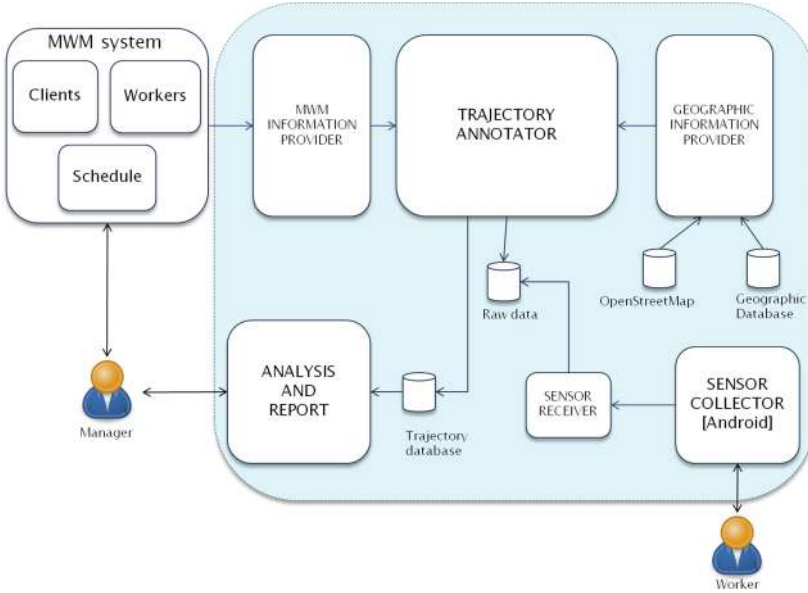 MWM system
Clients
Workers
Schedule
MWM
INFORMATION
PROVIDER
TRAJECTORY
ANNOTATOR
GEOGRAPHIC
INFORMATION
PROVIDER
Raw data
OpenStreetMap
Geographic
Database
Manager
ANALYSIS
AND
REPORT
Trajectory
database
SENSOR
RECEIVER
SENSOR
COLLECTOR
[Android]
Worker